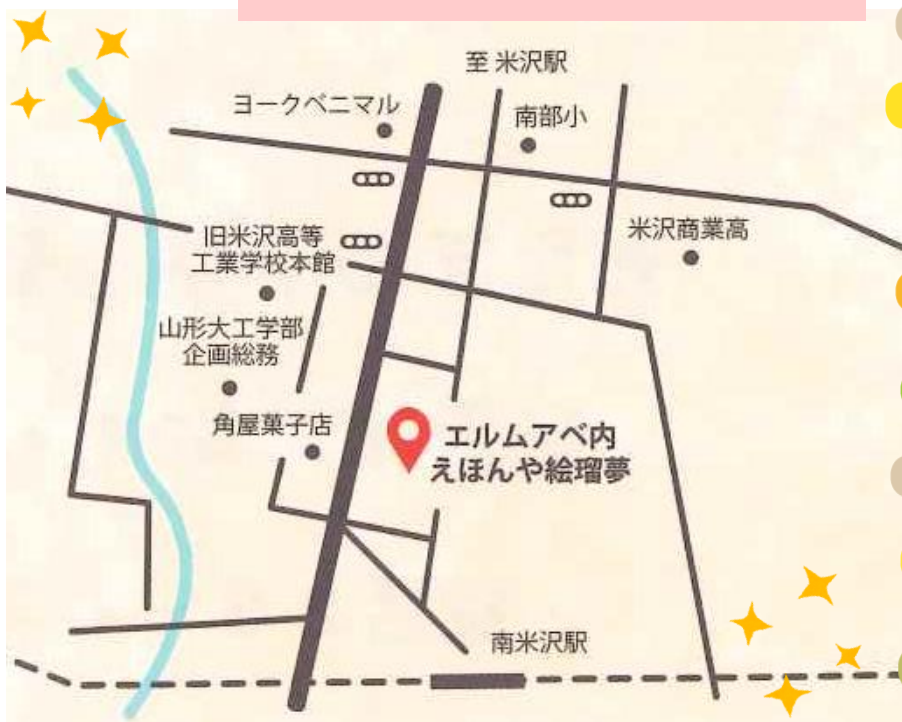 至 米沢駅
ヨークベニマル
南部小
旧米沢高等
工業学校本館
米沢商業高
山形大工学部
企画総務
角屋菓子店
エルムアベ内
えほんや絵瑠夢
南米沢駅